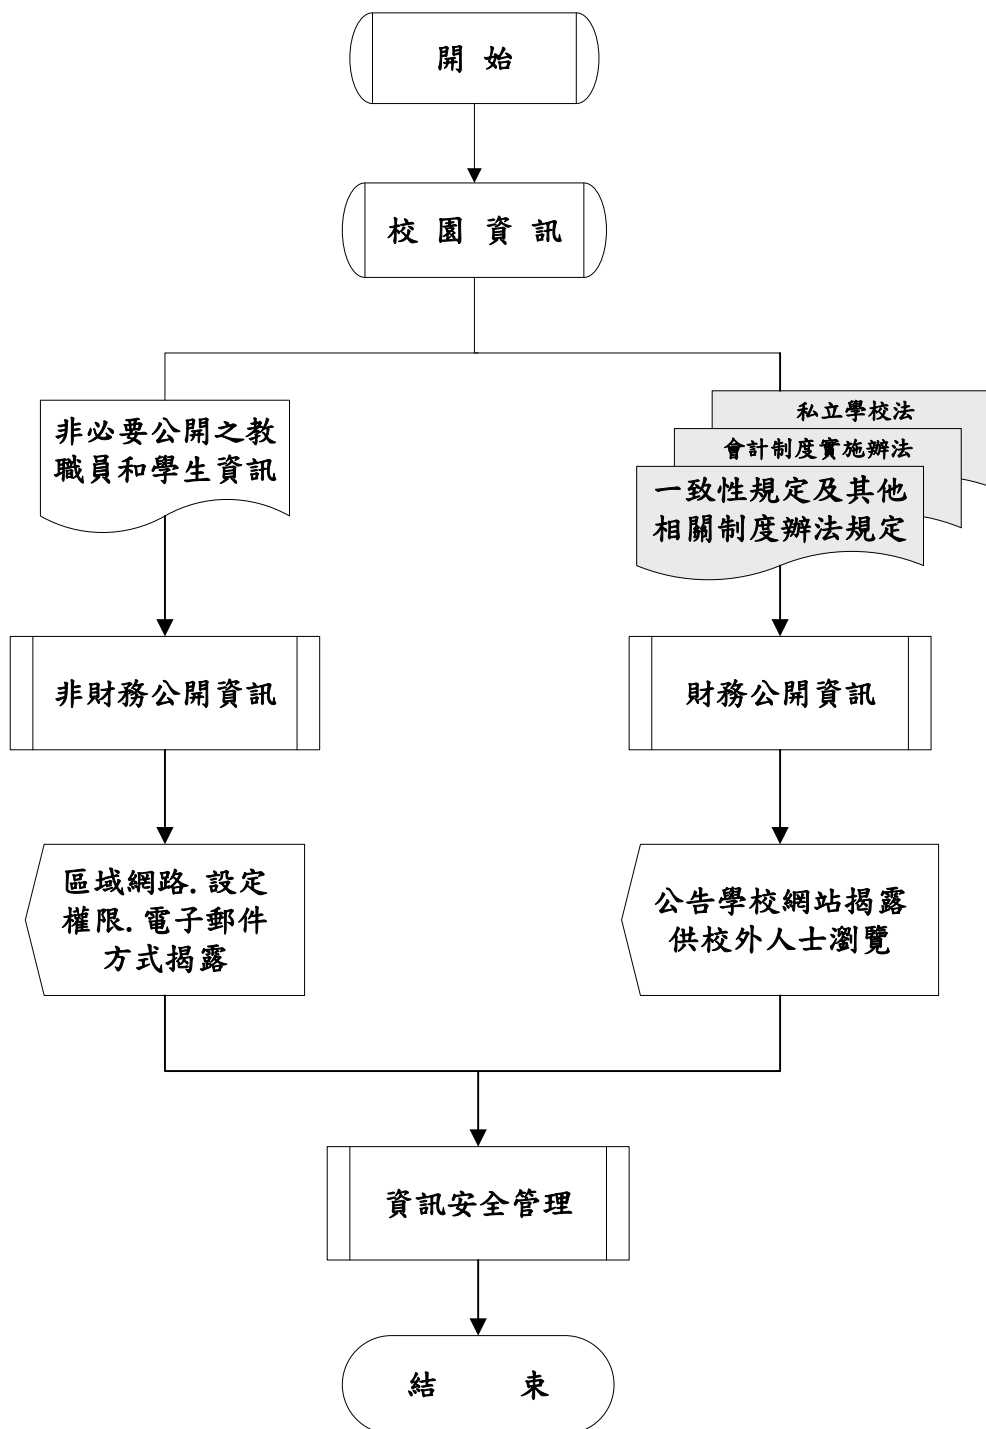 開 始
校 園 資 訊
非必要公開之教
職員和學生資訊
私立學校法
會計制度實施辦法
一致性規定及其他
相關制度辦法規定
非財務公開資訊
財務公開資訊
區域網路.設定
權限.電子郵件
方式揭露
公告學校網站揭露
供校外人士瀏覽
資訊安全管理
結 束